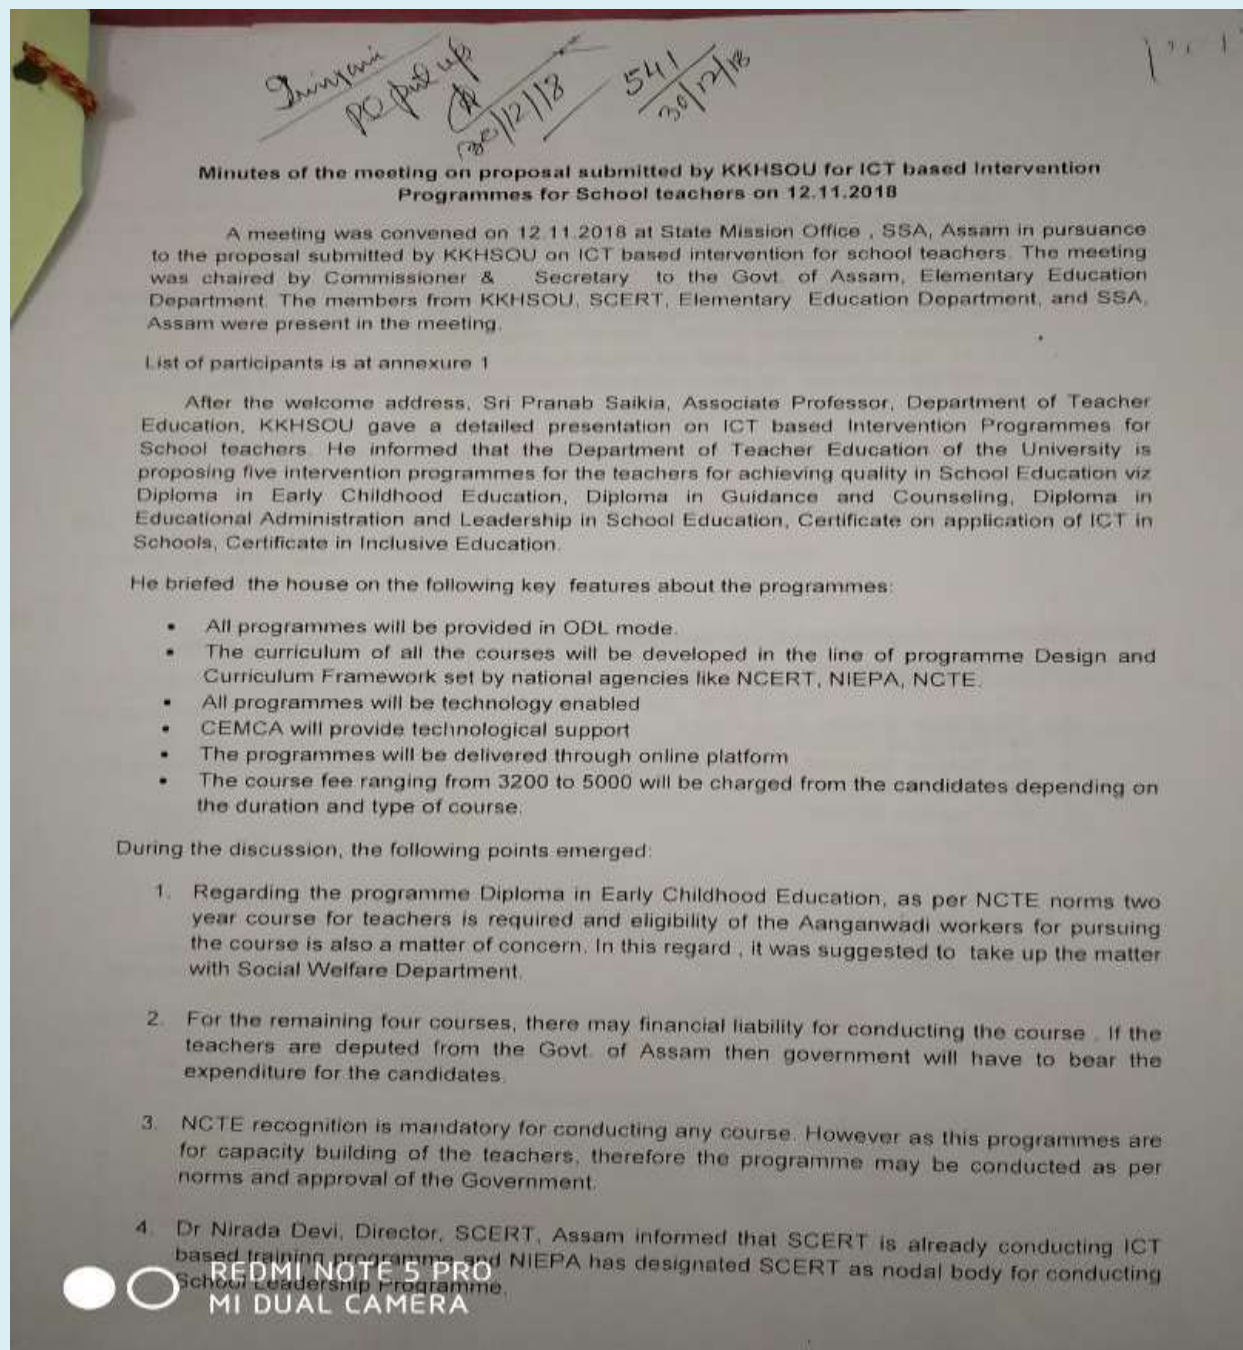 PO put up
30/12/18
541
30/12/18
Minutes of the meeting on proposal submitted by KKHSOU for ICT based Intervention
Programmes for School teachers on 12.11.2018
A meeting was convened on 12.11.2018 at State Mission Office , SSA, Assam in pursuance
to the proposal submitted by KKHSOU on ICT based intervention for school teachers. The meeting
was chaired by Commissioner & Secretary to the Govt. of Assam, Elementary Education
Department. The members from KKHSOU, SCERT, Elementary Education Department, and SSA,
Assam were present in the meeting.
List of participants is at annexure 1
After the welcome address, Sri Pranab Saikia, Associate Professor, Department of Teacher
Education, KKHSOU gave a detailed presentation on ICT based Intervention Programmes for
School teachers. He informed that the Department of Teacher Education of the University is
proposing five intervention programmes for the teachers for achieving quality in School Education viz
Diploma in Early Childhood Education, Diploma in Guidance and Counseling, Diploma in
Educational Administration and Leadership in School Education, Certificate on application of ICT in
Schools, Certificate in Inclusive Education.
He briefed the house on the following key features about the programmes:
• All programmes will be provided in ODL mode.
• The curriculum of all the courses will be developed in the line of programme Design and
Curriculum Framework set by national agencies like NCERT, NIEPA, NCTE.
• All programmes will be technology enabled
• CEMCA will provide technological support
• The programmes will be delivered through online platform
• The course fee ranging from 3200 to 5000 will be charged from the candidates depending on
the duration and type of course.
During the discussion, the following points emerged:
1. Regarding the programme Diploma in Early Childhood Education, as per NCTE norms two
year course for teachers is required and eligibility of the Aanganwadi workers for pursuing
the course is also a matter of concern. In this regard , it was suggested to take up the matter
with Social Welfare Department.
2. For the remaining four courses, there may financial liability for conducting the course . If the
teachers are deputed from the Govt. of Assam then government will have to bear the
expenditure for the candidates.
3. NCTE recognition is mandatory for conducting any course. However as this programmes are
for capacity building of the teachers, therefore the programme may be conducted as per
norms and approval of the Government.
4. Dr Nirada Devi, Director, SCERT, Assam informed that SCERT is already conducting ICT
based training programme and NIEPA has designated SCERT as nodal body for conducting
School Leadership Programme.
REDMI NOTE 5 PRO
MI DUAL CAMERA